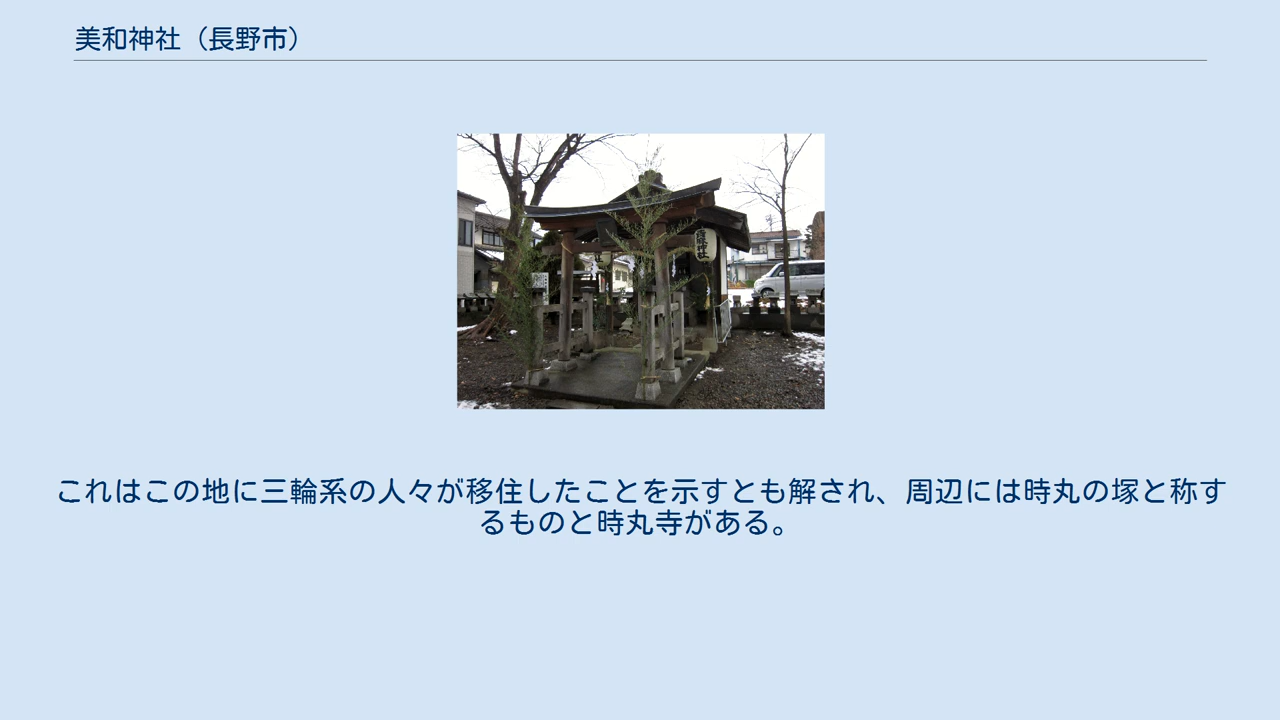 美和神社（長野市）
これはこの地に三輪系の人々が移住したことを示すとも解され、周辺には時丸の塚と称す
るものと時丸寺がある。